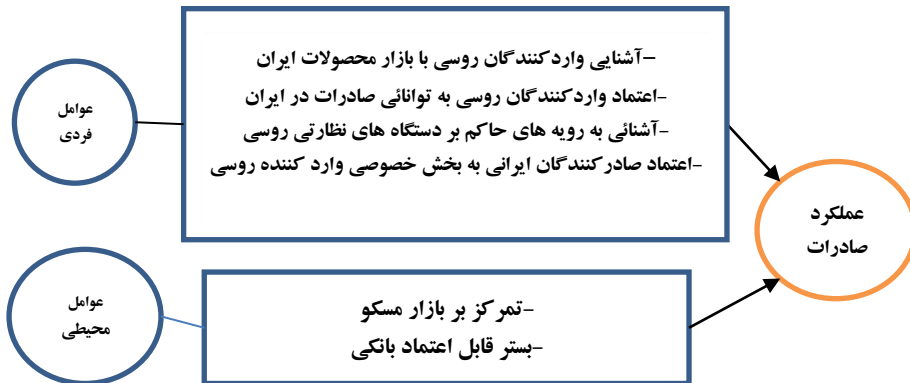 عوامل
فردی
–آشنایی واردکنندگان روسی با بازار محصولات ایران
-اعتماد واردکنندگان روسی به توانائی صادرات در ایران
-آشنائی به رویه های حاکم بر دستگاه های نظارتی روسی
-اعتماد صادرکنندگان ایرانی به بخش خصوصی وارد کننده روسی
عملکرد
صادرات
عوامل
محیطی
-تمرکز بر بازار مسکو
-بستر قابل اعتماد بانکی